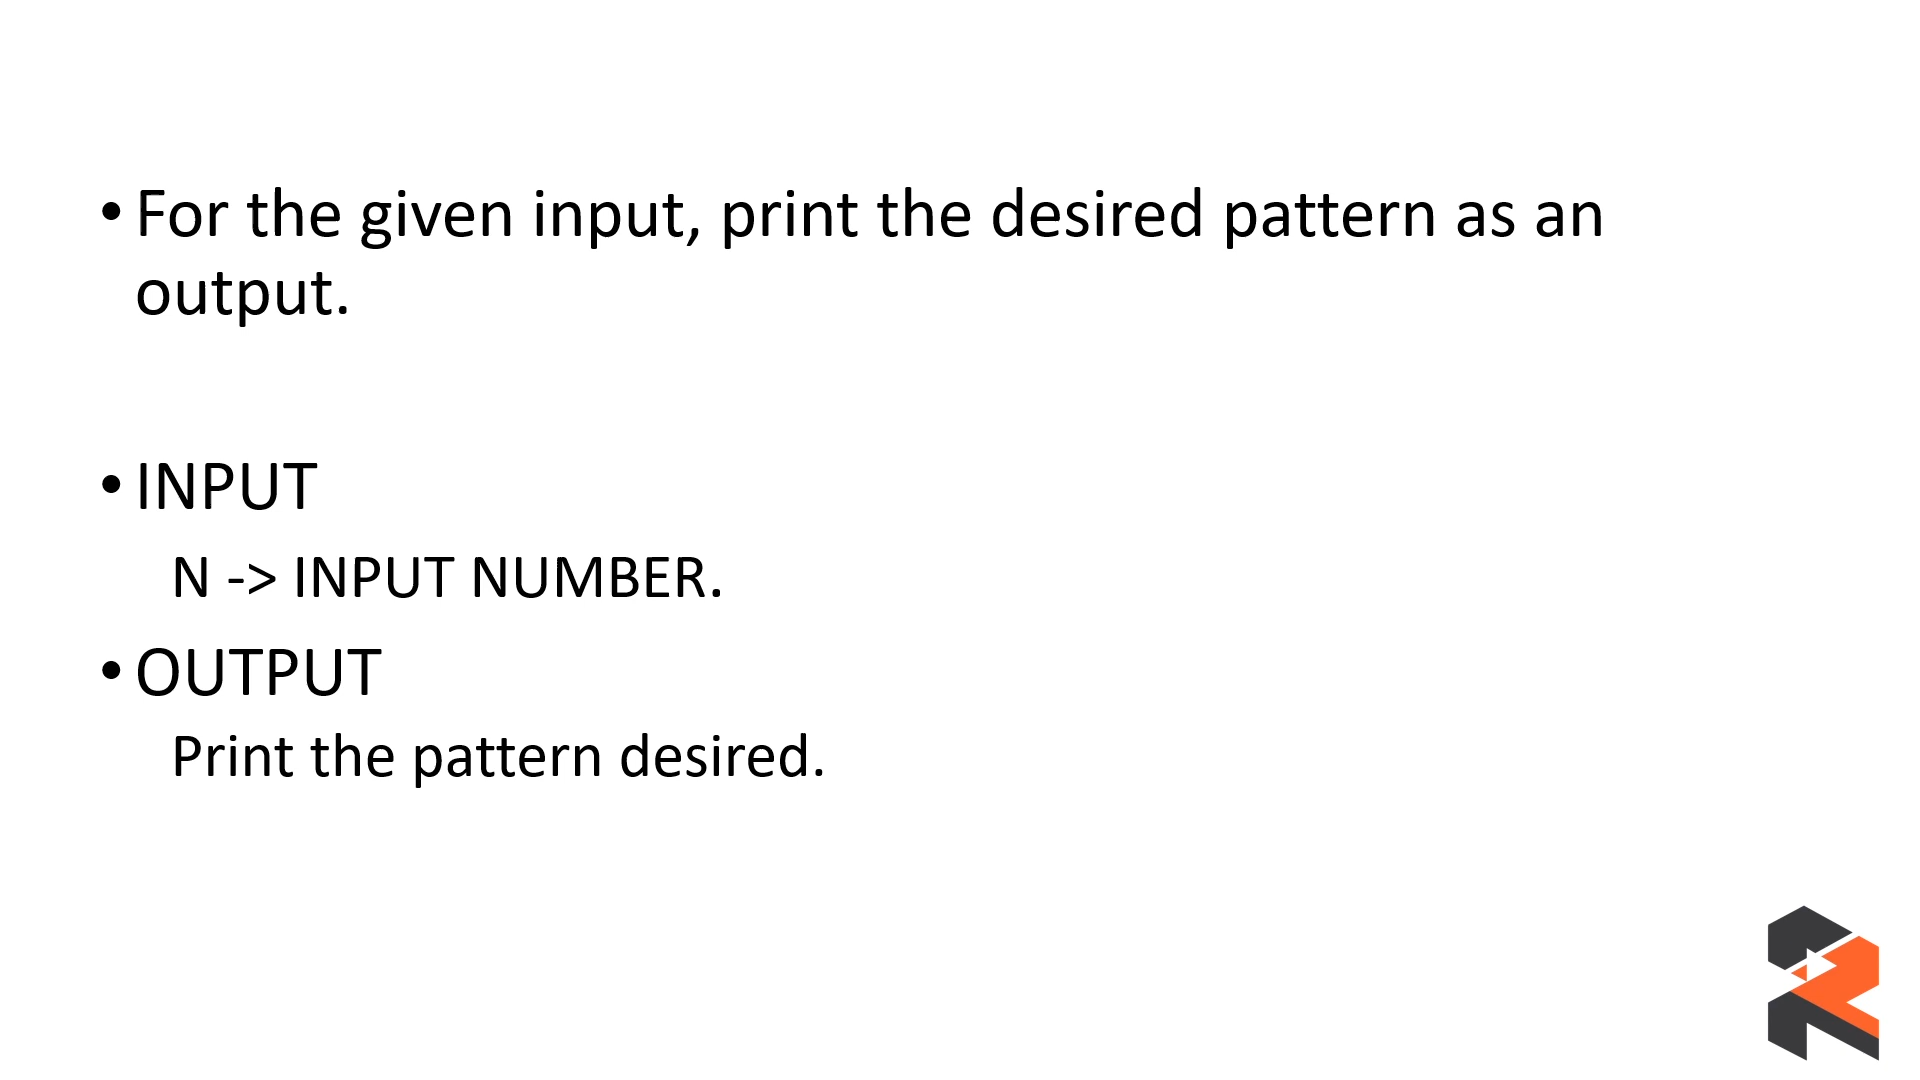 • For the given input, print the desired pattern as an
output.
• INPUT
N -> INPUT NUMBER.
• OUTPUT
Print the pattern desired.